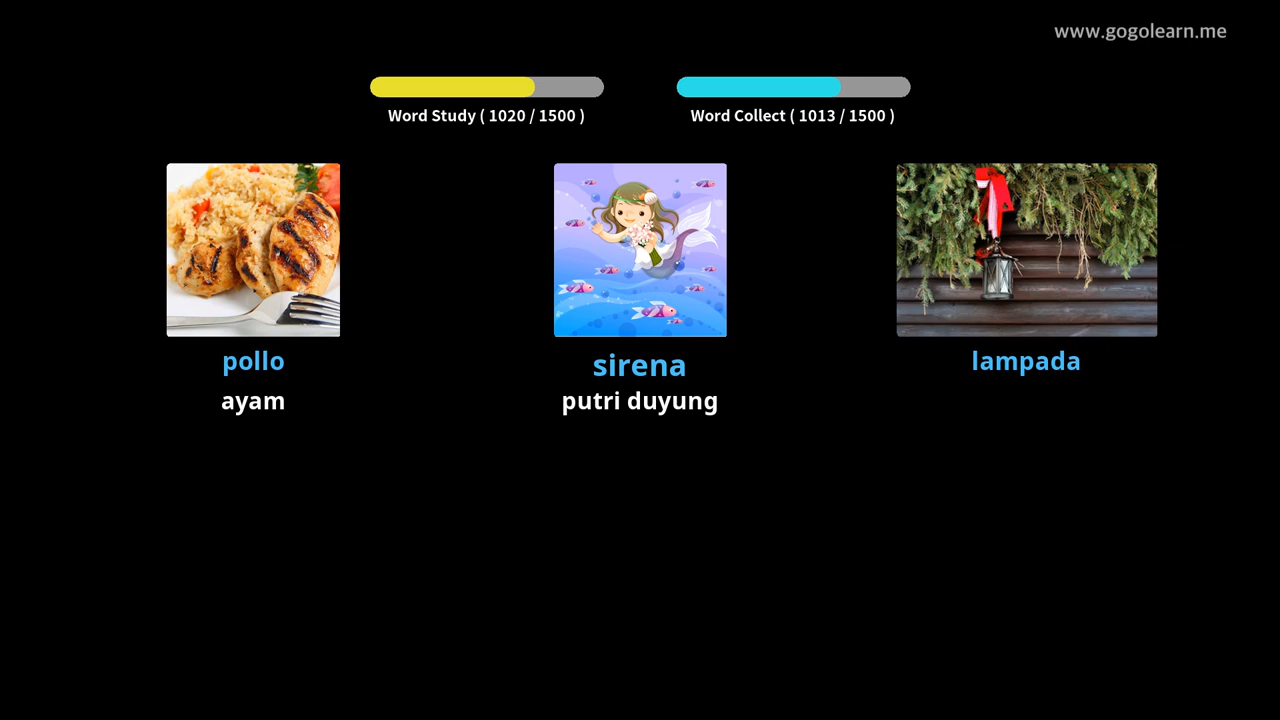 www.gogolearn.me
Word Study ( 1020 / 1500 )
Word Collect ( 1013 / 1500 )
pollo
ayam
sirena
putri duyung
lampada